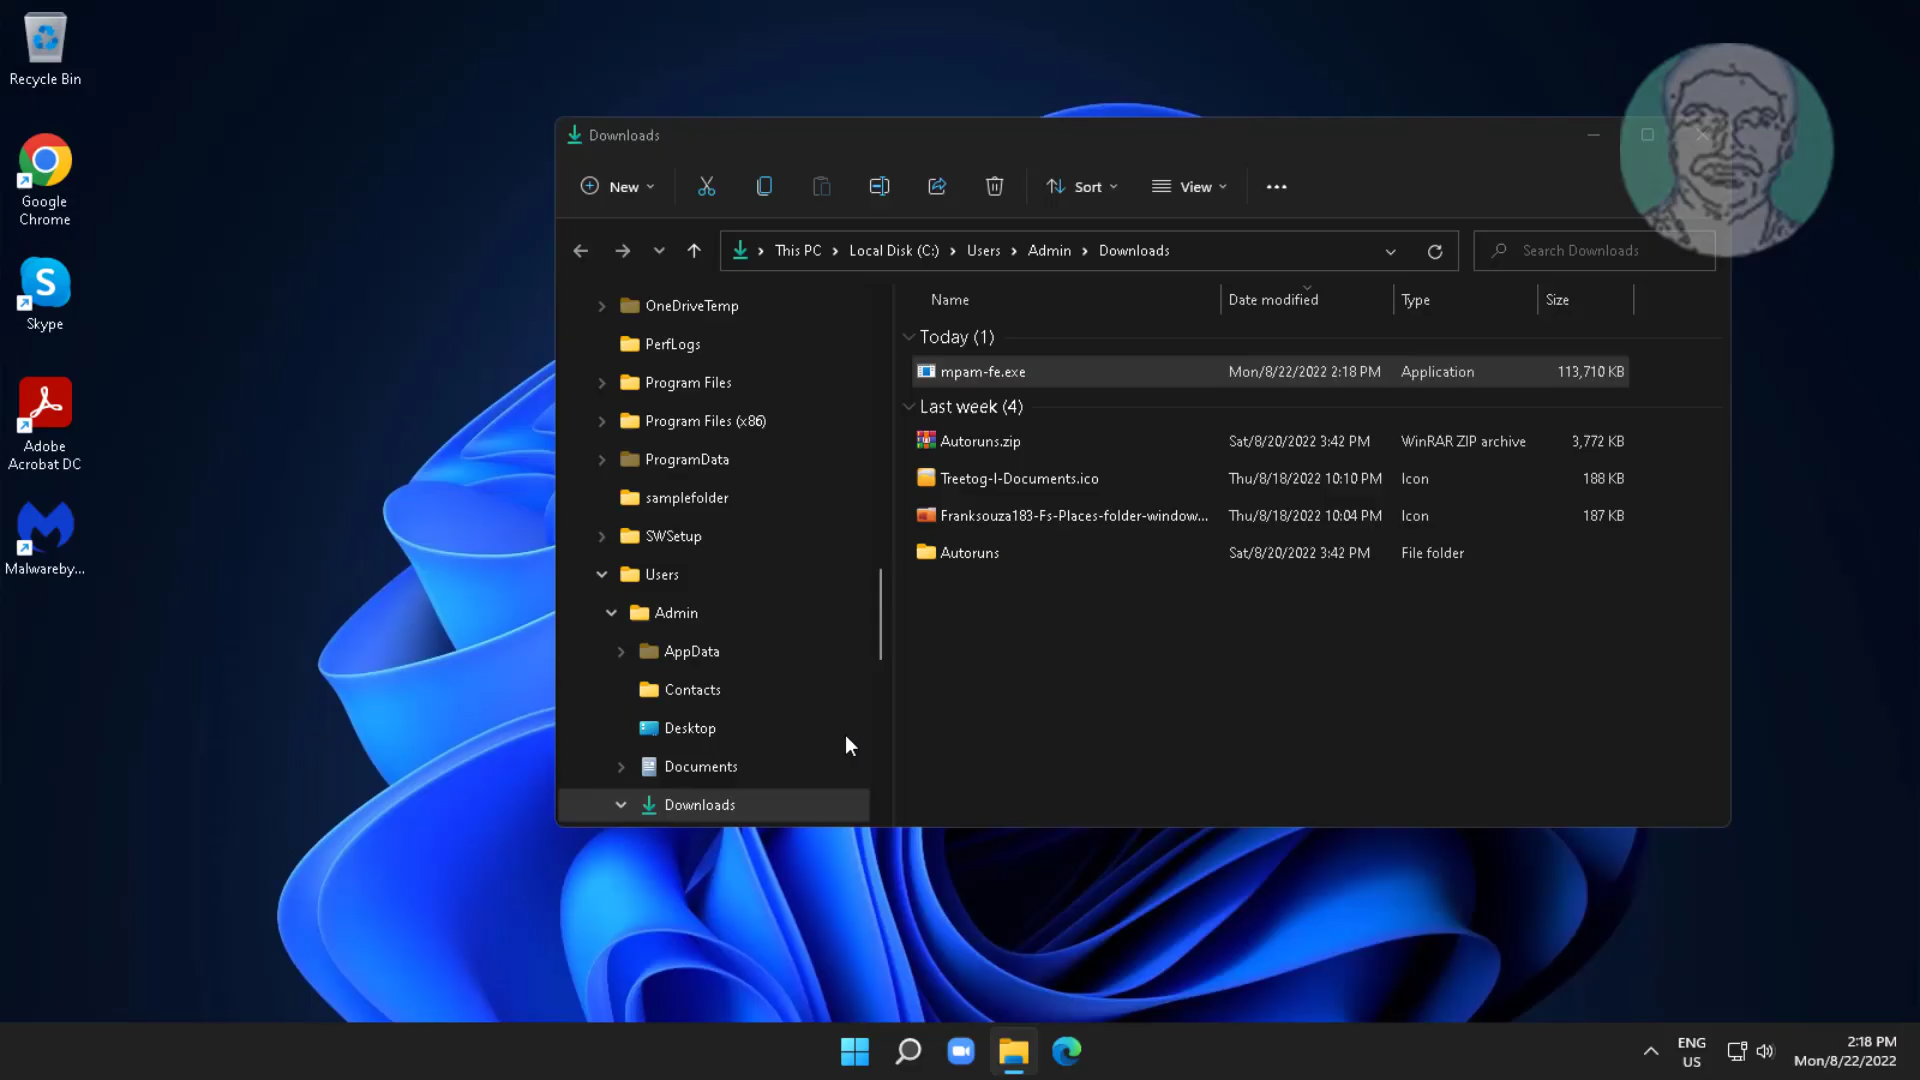 Recycle Bin
Google
Chrome
Skype
Adobe
Acrobat DC
Malwareby...
Downloads
New
Sort
View
This PC
Local Disk (C:)
Users
Admin
Downloads
Search Downloads
OneDriveTemp
PerfLogs
Program Files
Program Files (x86)
ProgramData
samplefolder
SWSetup
Users
Admin
AppData
Contacts
Desktop
Documents
Downloads
Name Date modified Type Size
Today (1)
mpam-fe.exe Mon/8/22/2022 2:18 PM Application 113,710 KB
Last week (4)
Autoruns.zip Sat/8/20/2022 3:42 PM WinRAR ZIP archive 3,772 KB
Treetog-I-Documents.ico Thu/8/18/2022 10:10 PM Icon 188 KB
Franksouza183-Fs-Places-folder-window... Thu/8/18/2022 10:04 PM Icon 187 KB
Autoruns Sat/8/20/2022 3:42 PM File folder
ENG
US
2:18 PM
Mon/8/22/2022